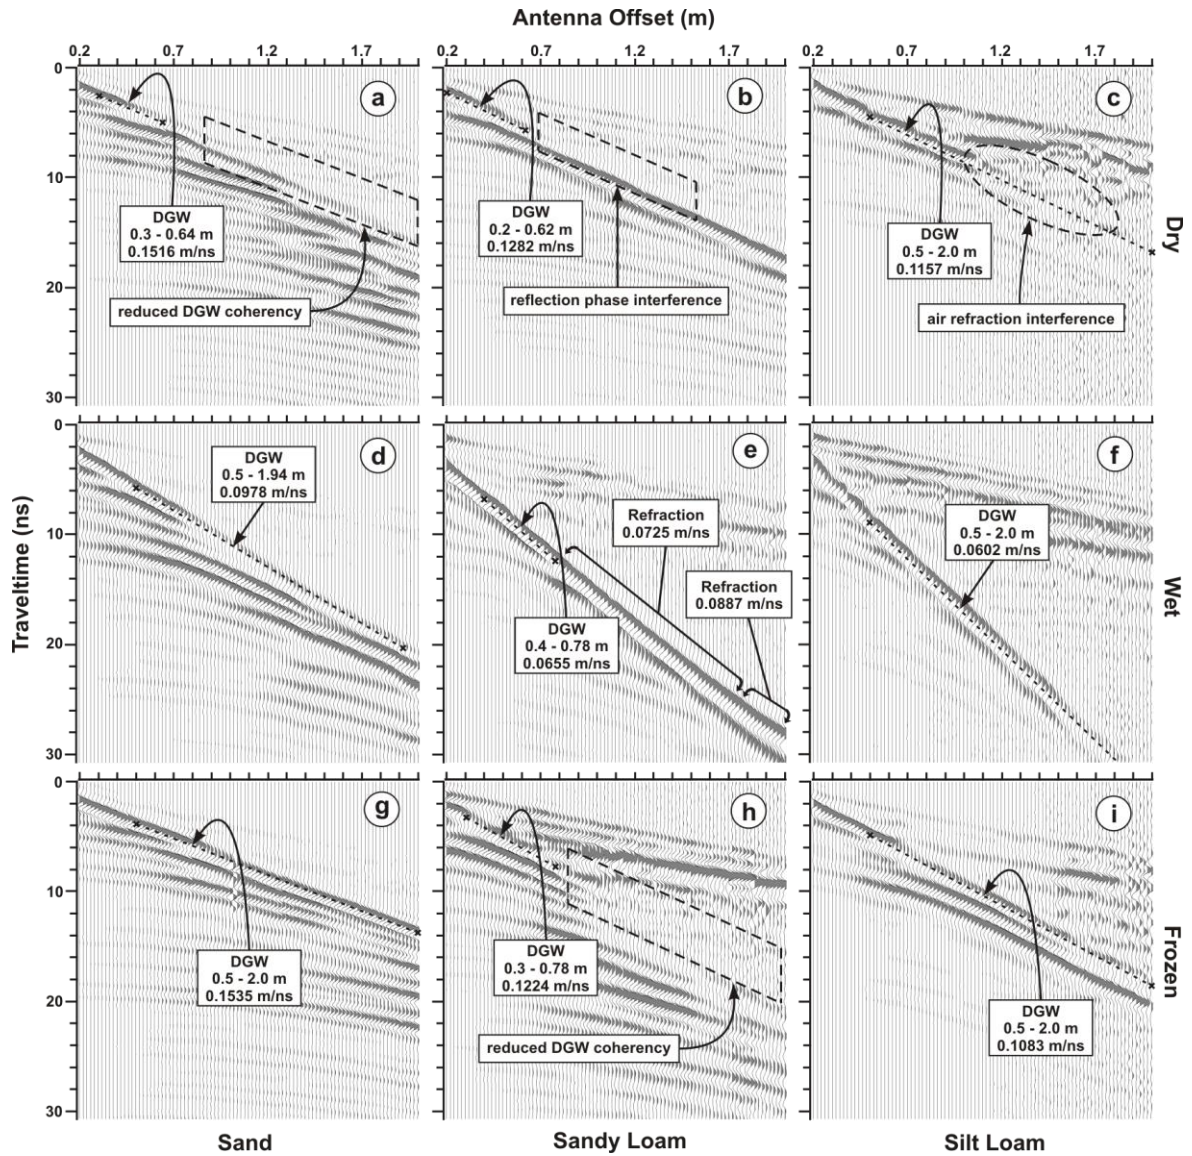 Antenna Offset (m)
0.2 0.7 1.2 1.7
0.2 0.7 1.2 1.7
0.2 0.7 1.2 1.7
0
10
20
30
a
DGW
0.3 - 0.64 m
0.1516 m/ns
reduced DGW coherency
b
DGW
0.2 - 0.62 m
0.1282 m/ns
reflection phase interference
c
DGW
0.5 - 2.0 m
0.1157 m/ns
air refraction interference
Dry
Traveltime (ns)
0
10
20
30
d
DGW
0.5 - 1.94 m
0.0978 m/ns
e
Refraction
0.0725 m/ns
Refraction
0.0887 m/ns
DGW
0.4 - 0.78 m
0.0655 m/ns
f
DGW
0.5 - 2.0 m
0.0602 m/ns
Wet
0
10
20
30
g
DGW
0.5 - 2.0 m
0.1535 m/ns
h
DGW
0.3 - 0.78 m
0.1224 m/ns
reduced DGW coherency
i
DGW
0.5 - 2.0 m
0.1083 m/ns
Frozen
Sand
Sandy Loam
Silt Loam